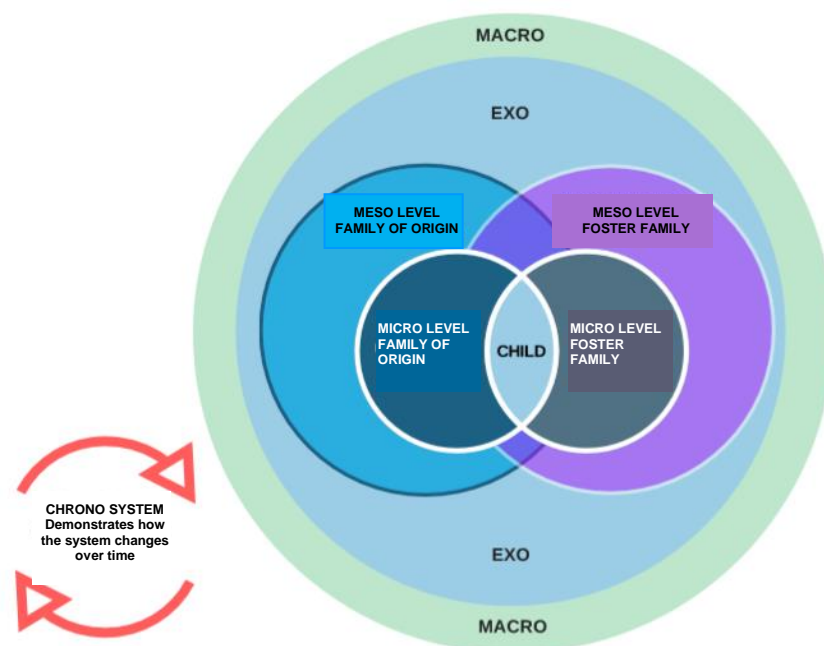 MACRO
EXO
MESO LEVEL
FAMILY OF ORIGIN
MESO LEVEL
FOSTER FAMILY
MICRO LEVEL
FAMILY OF
ORIGIN
CHILD
MICRO LEVEL
FOSTER
FAMILY
CHRONO SYSTEM
Demonstrates how
the system changes
over time
EXO
MACRO